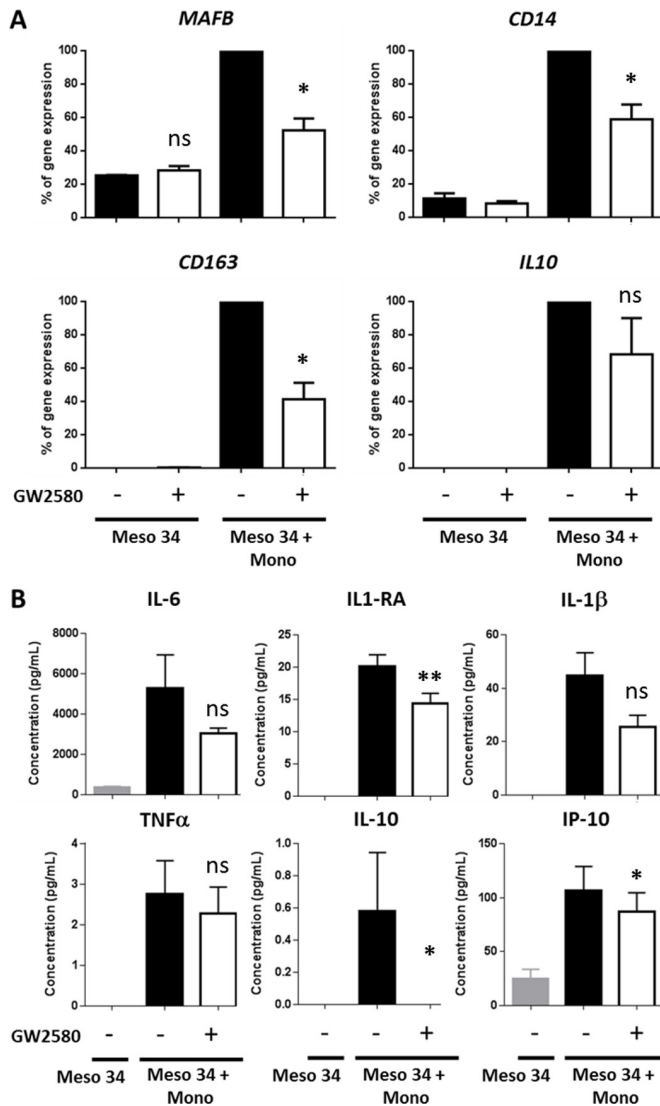 A
MAFB
CD14
% of gene expression
100
80
60
40
20
0
ns
*
% of gene expression
100
80
60
40
20
0
*
CD163
IL10
% of gene expression
100
80
60
40
20
0
*
% of gene expression
100
80
60
40
20
0
ns
GW2580 - + - + - + - +
Meso 34 Meso 34 + Mono Meso 34 Meso 34 + Mono
B
IL-6
IL1-RA
IL-1β
Concentration (pg/mL)
8000
6000
4000
2000
0
ns
Concentration (pg/mL)
25
20
15
10
5
0
**
Concentration (pg/mL)
60
40
20
0
ns
TNFα
IL-10
IP-10
Concentration (pg/mL)
4
3
2
1
0
ns
Concentration (pg/mL)
1.0
0.8
0.6
0.4
0.2
0.0
*
Concentration (pg/mL)
150
100
50
0
*
GW2580 - + - + - +
Meso 34 Meso 34 + Mono Meso 34 Meso 34 + Mono Meso 34 Meso 34 + Mono